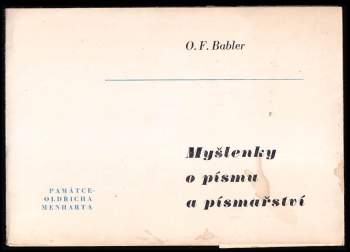 O. F. Babler
Myšlenky
o písmu
a písmařství
PAMÁTCE-
OLDŘICHA
MENHARTA